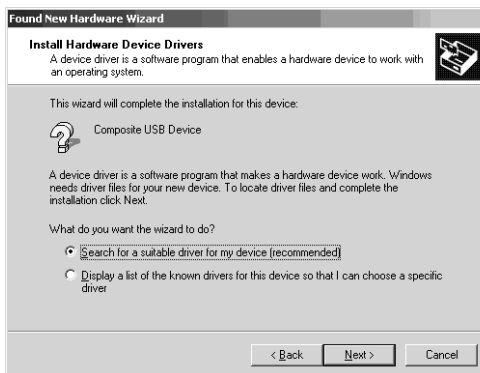 Found New Hardware Wizard
Install Hardware Device Drivers
A device driver is a software program that enables a hardware device to work with
an operating system.
This wizard will complete the installation for this device:
Composite USB Device
A device driver is a software program that makes a hardware device work. Windows
needs driver files for your new device. To locate driver files and complete the
installation click Next.
What do you want the wizard to do?
Search for a suitable driver for my device (recommended)
Display a list of the known drivers for this device so that I can choose a specific
driver
< Back
Next >
Cancel